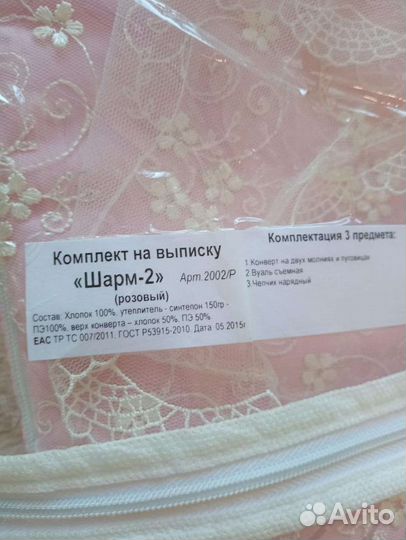 Комплект на выписку
«Шарм-2» Арт.2002/Р
(розовый)
Состав: Хлопок 100%, утеплитель - синтепон 150гр -
ПЭ100%, верх конверта – хлопок 50%, ПЭ 50%
ЕАС ТР ТС 007/2011. ГОСТ Р53915-2010. Дата 05.2015г
Комплектация 3 предмета:
1.Конверт на двух молниях и пуговицах
2.Вуаль съемная
3.Чепчик нарядный
Avito